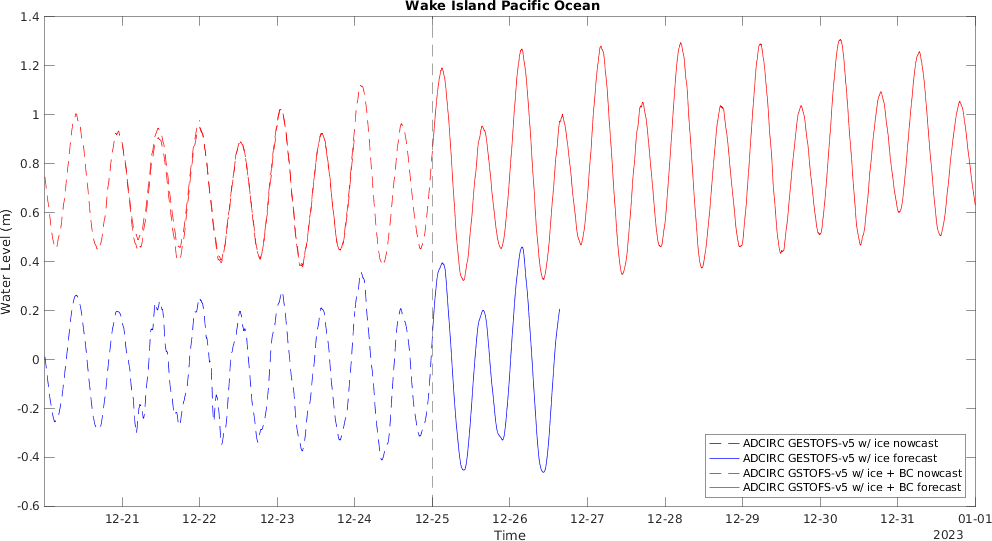 Wake Island Pacific Ocean
1.4
1.2
1
0.8
0.6
0.4
0.2
0
-0.2
-0.4
-0.6
Water Level (m)
12-21 12-22 12-23 12-24 12-25 12-26 12-27 12-28 12-29 12-30 12-31 01-01
Time
2023
ADCIRC GESTOFS-v5 w/ ice nowcast
ADCIRC GESTOFS-v5 w/ ice forecast
ADCIRC GSTOFS-v5 w/ ice + BC nowcast
ADCIRC GSTOFS-v5 w/ ice + BC forecast